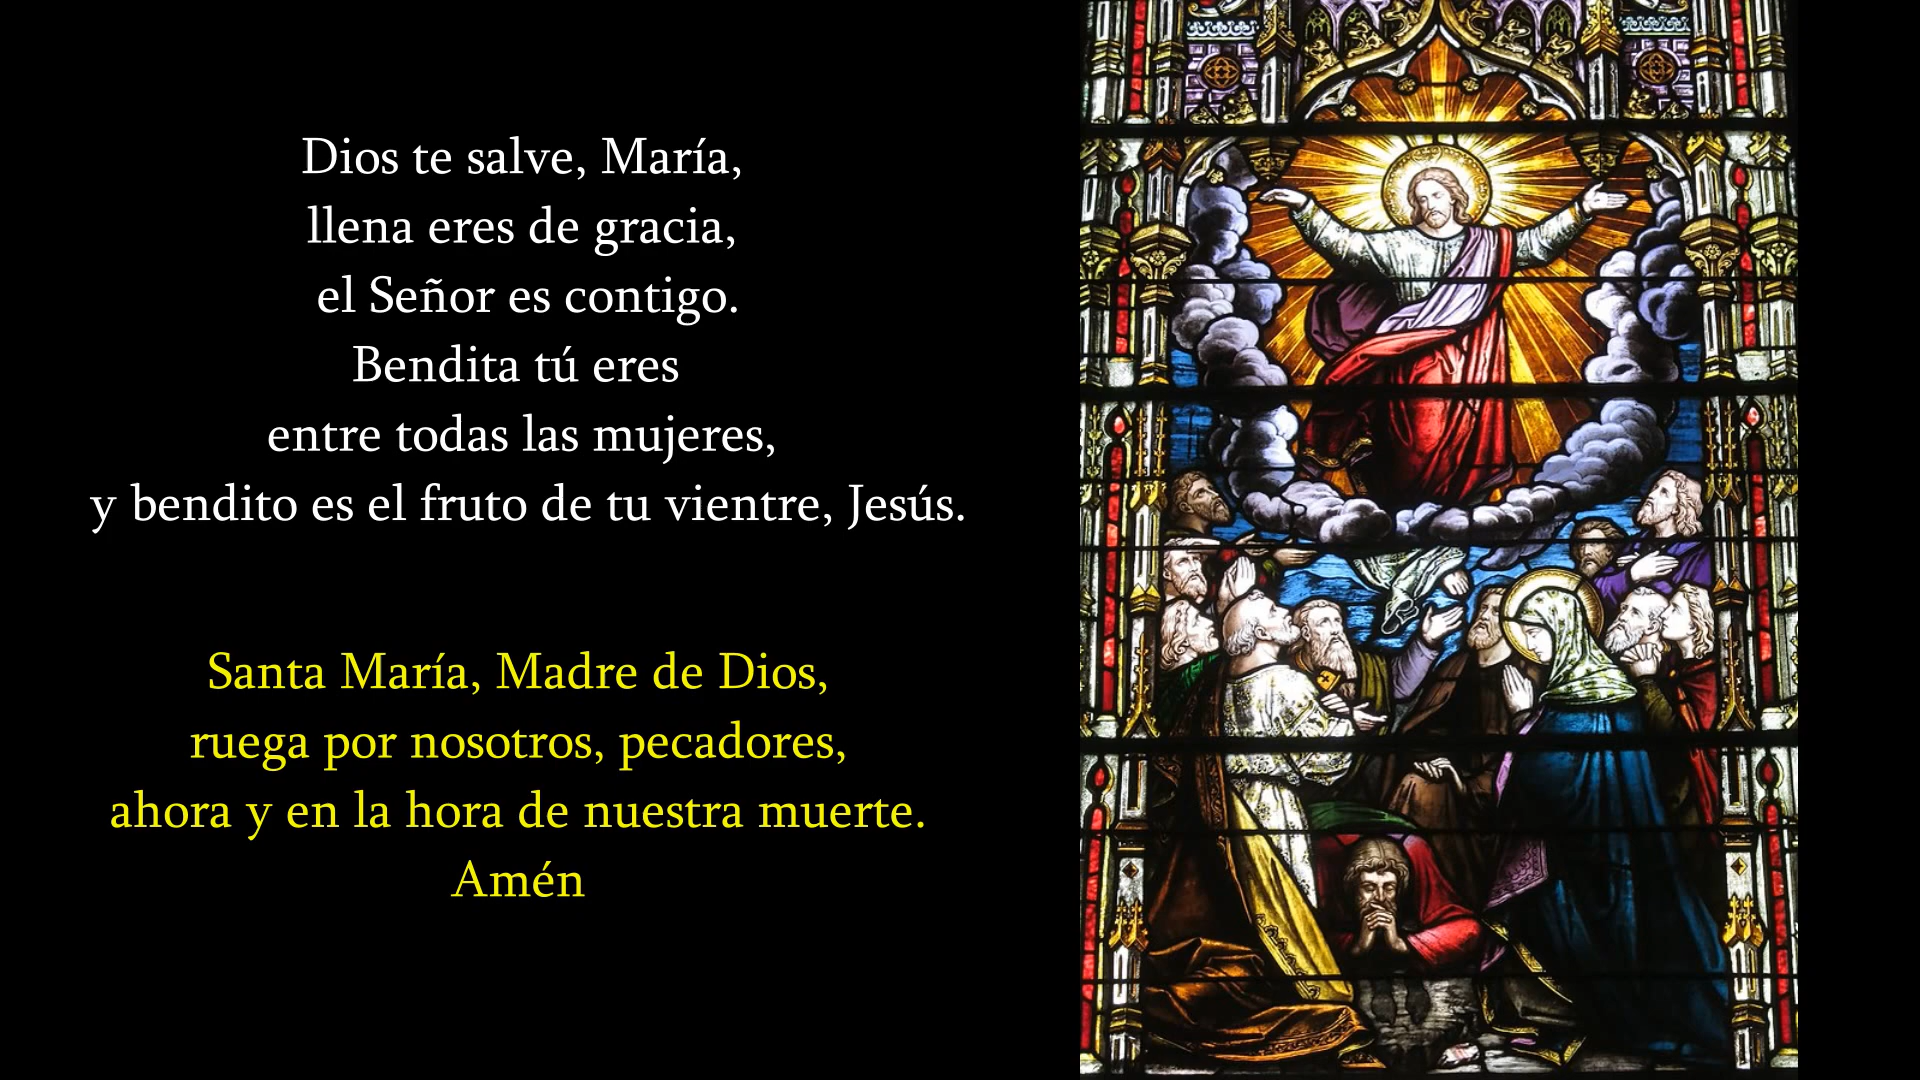 Dios te salve, María,
llena eres de gracia,
el Señor es contigo.
Bendita tú eres
entre todas las mujeres,
y bendito es el fruto de tu vientre, Jesús.
Santa María, Madre de Dios,
ruega por nosotros, pecadores,
ahora y en la hora de nuestra muerte.
Amén